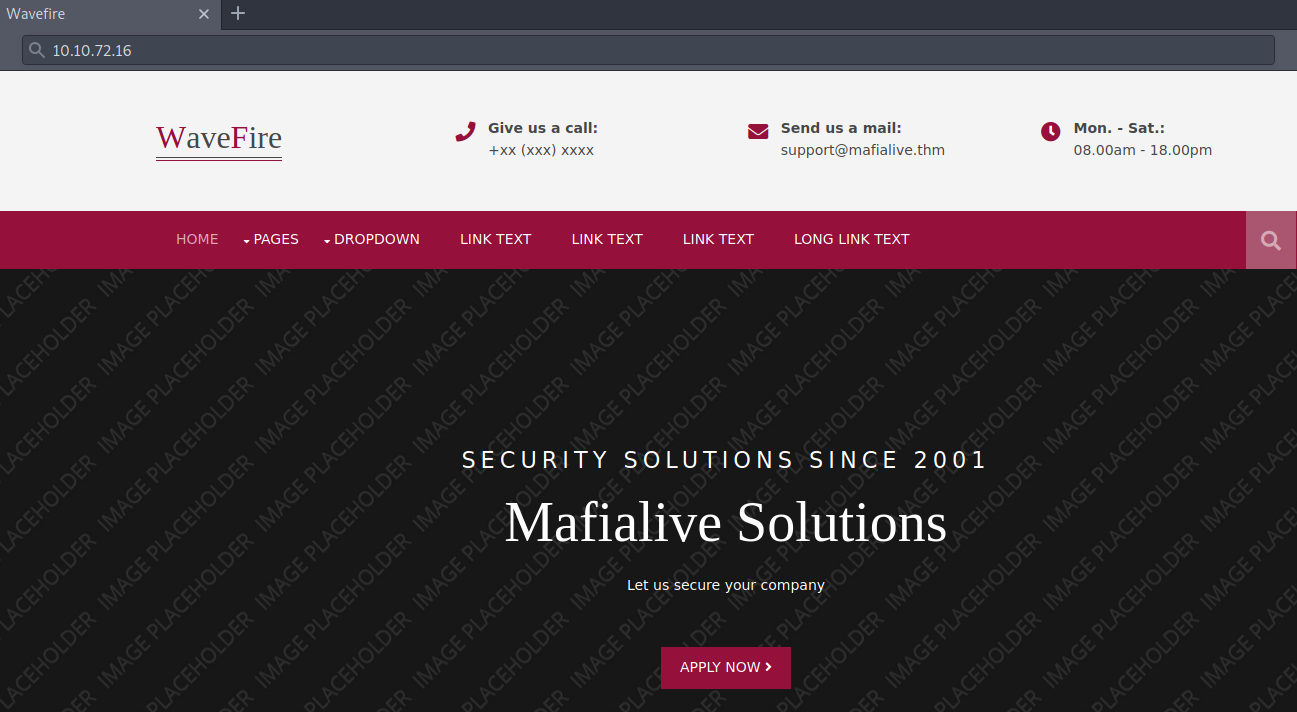 Wavefire
10.10.72.16
WaveFire
Give us a call:
+xx (xxx) xxxx
Send us a mail:
support@mafialive.thm
Mon. - Sat.:
08.00am - 18.00pm
HOME PAGES DROPDOWN LINK TEXT LINK TEXT LINK TEXT LONG LINK TEXT
IMAGE PLACEHOLDER
SECURITY SOLUTIONS SINCE 2001
Mafialive Solutions
Let us secure your company
APPLY NOW